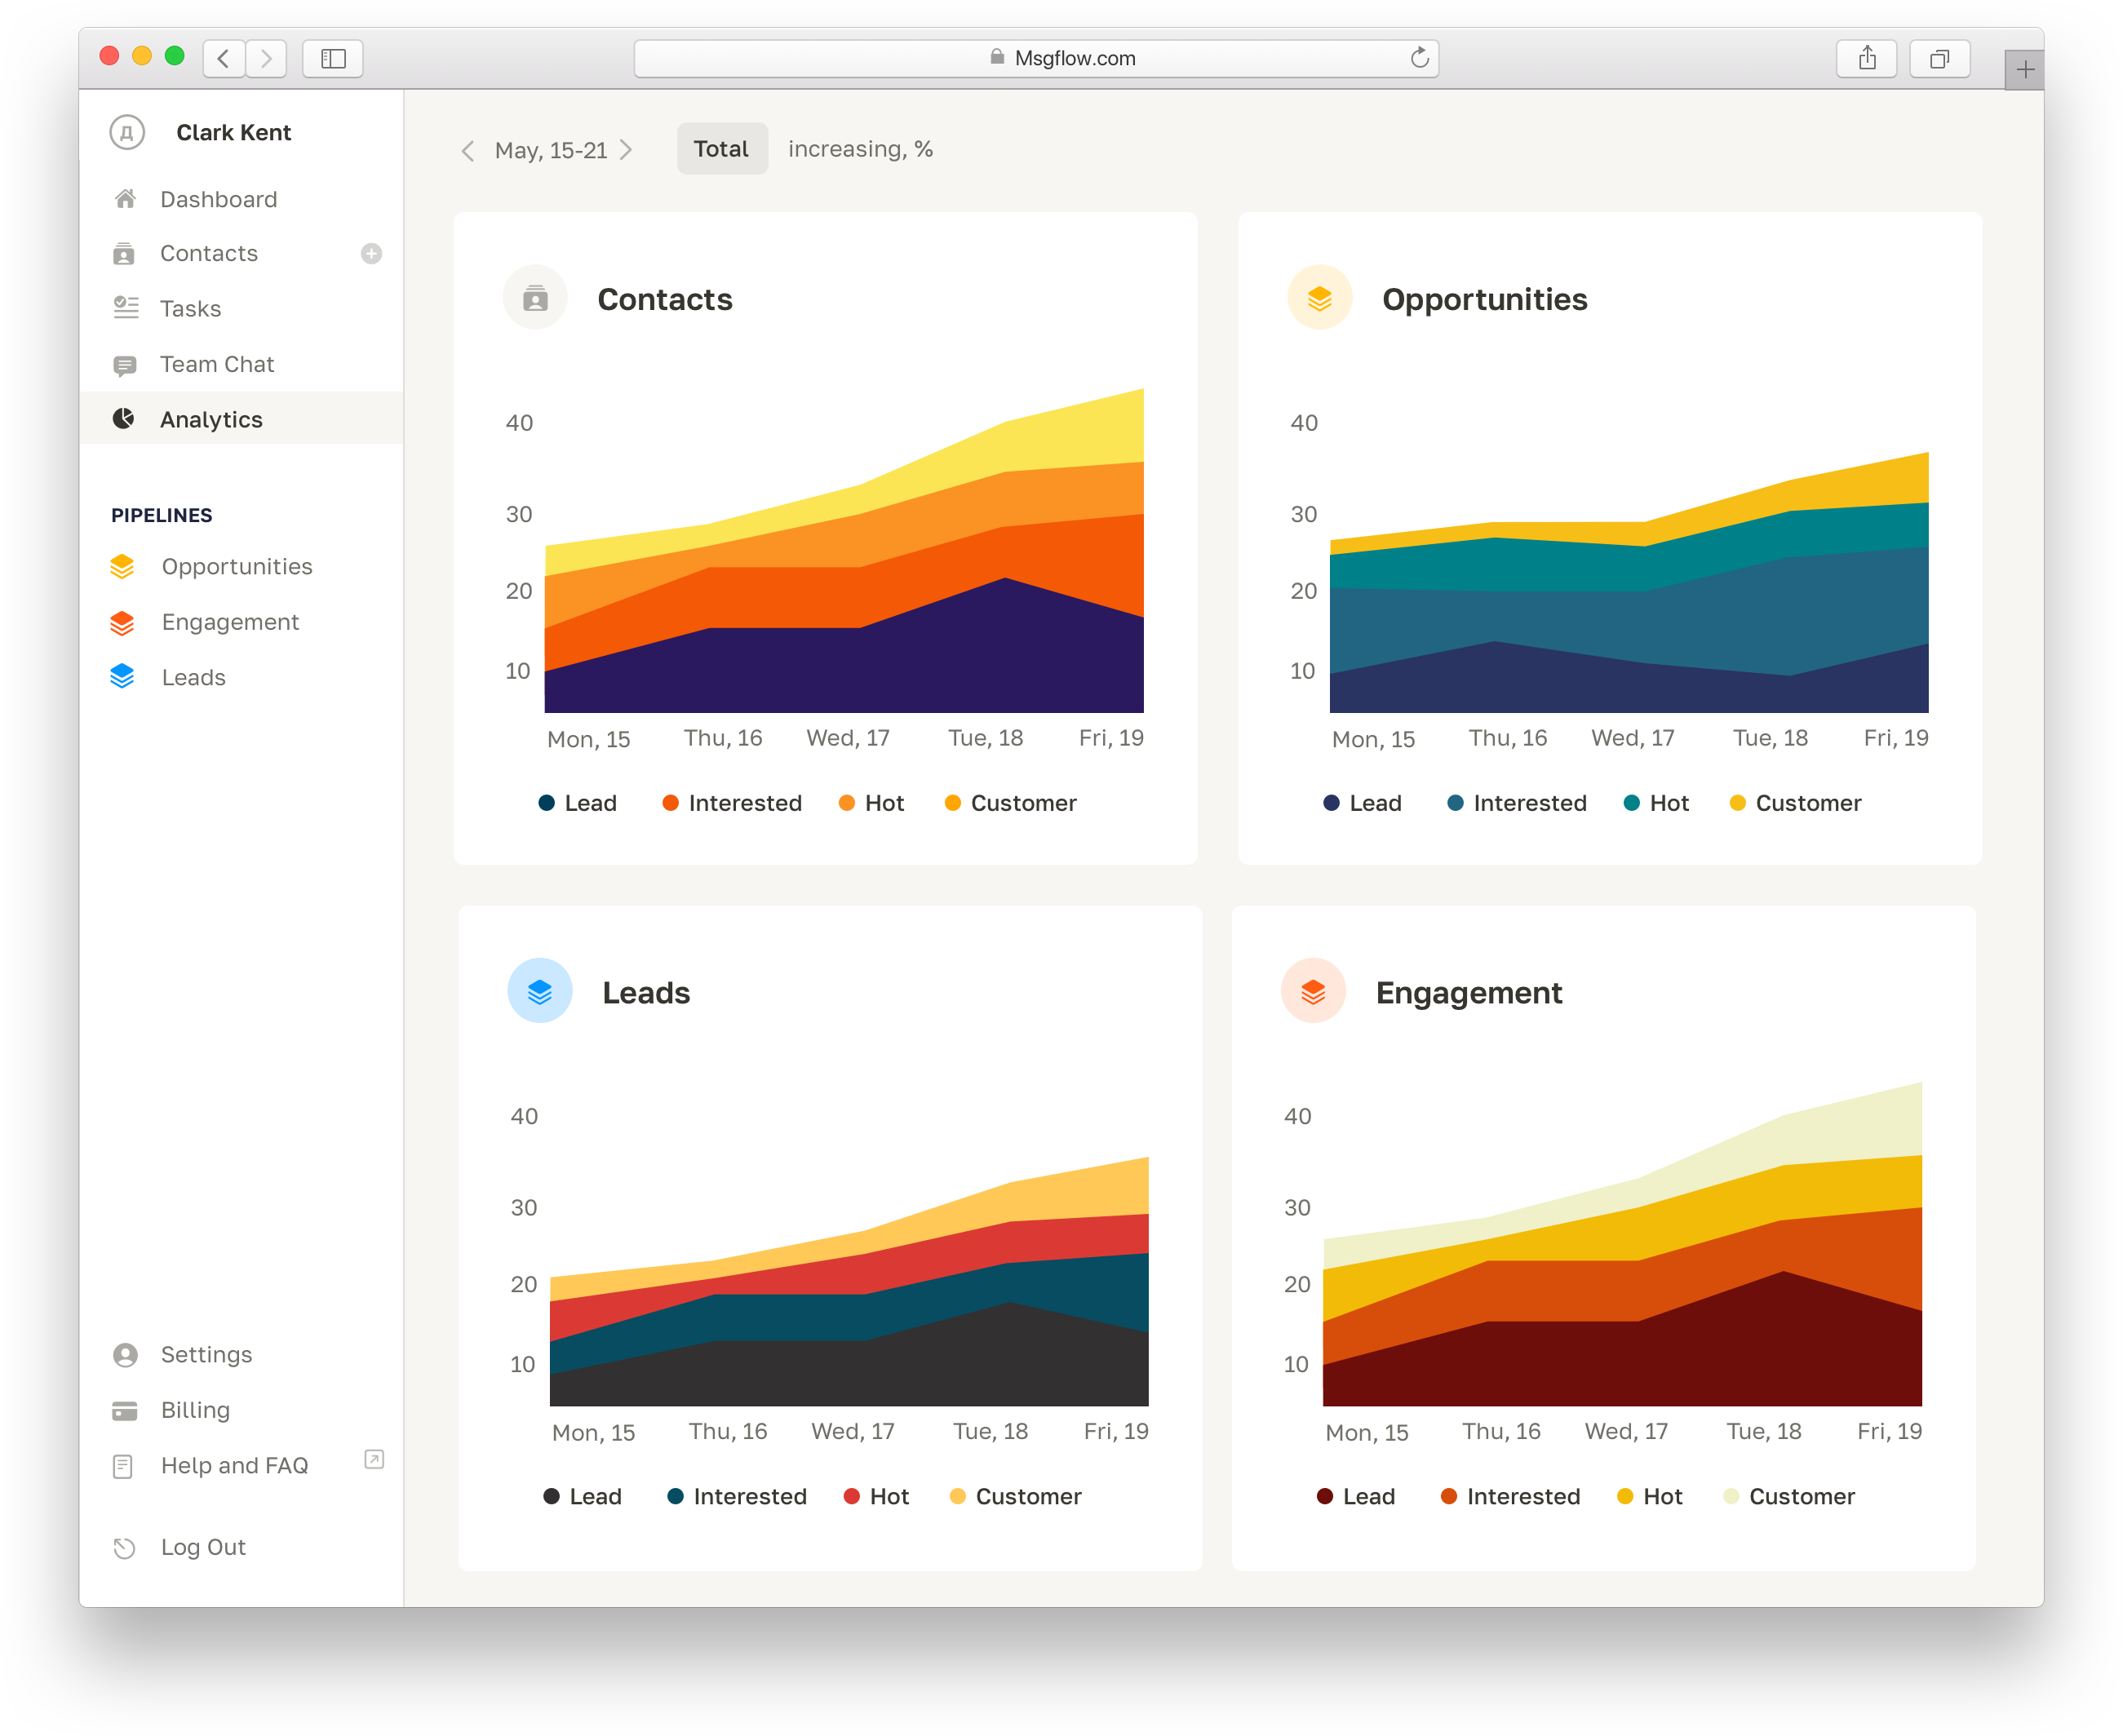 Msgflow.com
Д Clark Kent
Dashboard
Contacts
Tasks
Team Chat
Analytics
PIPELINES
Opportunities
Engagement
Leads
Settings
Billing
Help and FAQ
Log Out
May, 15-21 Total increasing, %
Contacts
40
30
20
10
Mon, 15 Thu, 16 Wed, 17 Tue, 18 Fri, 19
Lead Interested Hot Customer
Opportunities
40
30
20
10
Mon, 15 Thu, 16 Wed, 17 Tue, 18 Fri, 19
Lead Interested Hot Customer
Leads
40
30
20
10
Mon, 15 Thu, 16 Wed, 17 Tue, 18 Fri, 19
Lead Interested Hot Customer
Engagement
40
30
20
10
Mon, 15 Thu, 16 Wed, 17 Tue, 18 Fri, 19
Lead Interested Hot Customer